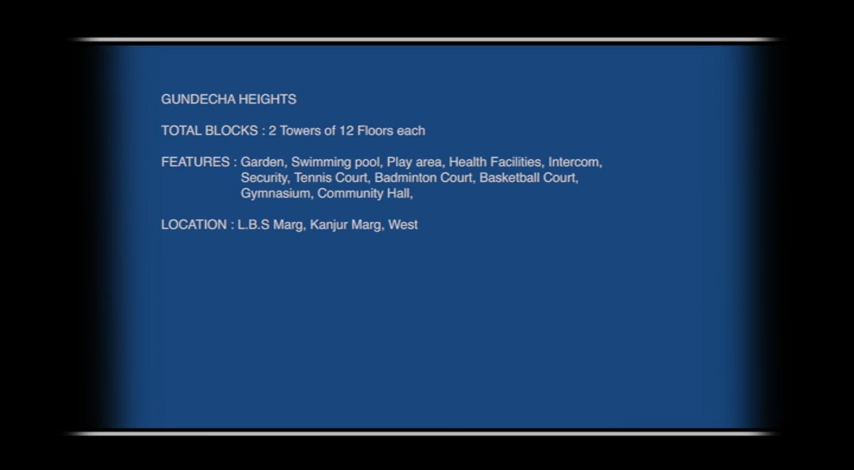 GUNDECHA HEIGHTS
TOTAL BLOCKS : 2 Towers of 12 Floors each
FEATURES : Garden, Swimming pool, Play area, Health Facilities, Intercom,
Security, Tennis Court, Badminton Court, Basketball Court,
Gymnasium, Community Hall,
LOCATION : L.B.S Marg, Kanjur Marg, West